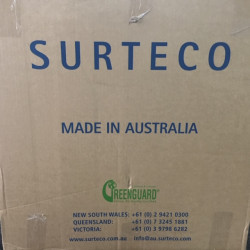 SURTECO
MADE IN AUSTRALIA
GREENGUARD
NEW SOUTH WALES: +61 (0) 2 9421 0300
QUEENSLAND: +61 (0) 7 3245 1881
VICTORIA: +61 (0) 3 9798 6282
www.surteco.com.au info@au.surteco.com